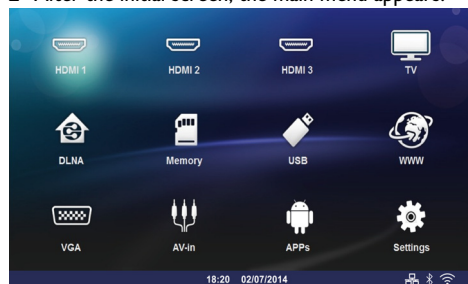 2 After the initial screen, the main menu appears.
HDMI 1 HDMI 2 HDMI 3 TV
DLNA Memory USB WWW
VGA AV-in APPs Settings
18:20 02/07/2014